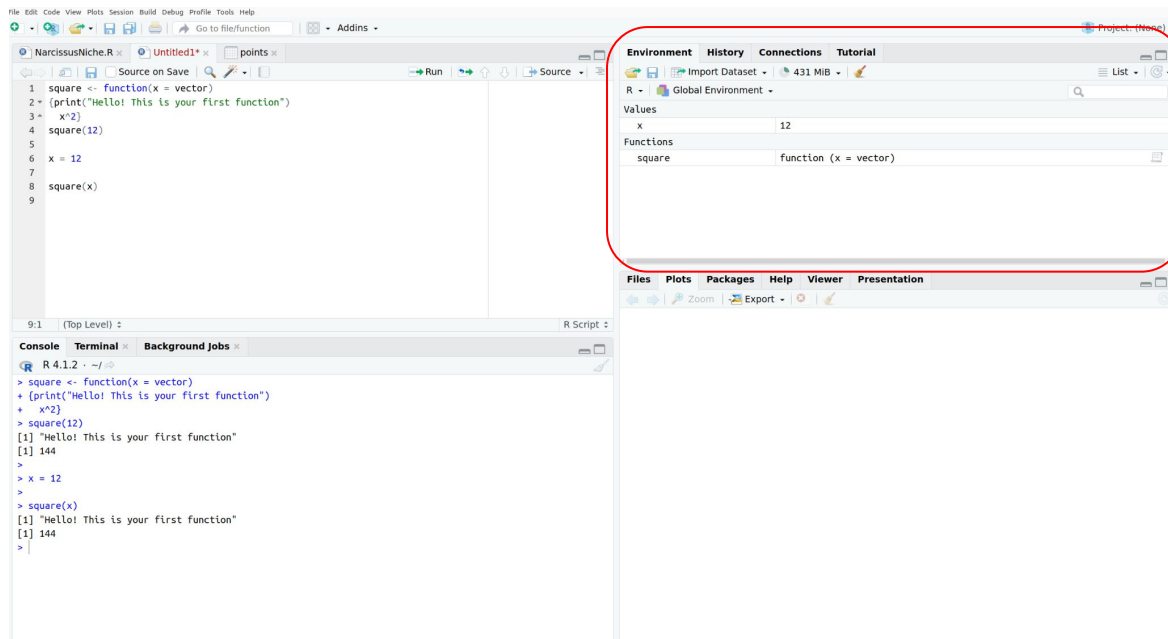 File Edit Code View Plots Session Build Debug Profile Tools Help
Go to file/function Addins Project: (None)
NarcissusNiche.R Untitled1* points
Source on Save Run Source
1 square <- function(x = vector)
2 {print("Hello! This is your first function")
3 x^2}
4 square(12)
5
6 x = 12
7
8 square(x)
9
9:1 (Top Level) R Script
Console Terminal Background Jobs
R 4.1.2 · ~/
> square <- function(x = vector)
+ {print("Hello! This is your first function")
+ x^2}
> square(12)
[1] "Hello! This is your first function"
[1] 144
>
> x = 12
>
> square(x)
[1] "Hello! This is your first function"
[1] 144
>
Environment History Connections Tutorial
Import Dataset 431 MiB List
R Global Environment
Values
x 12
Functions
square function (x = vector)
Files Plots Packages Help Viewer Presentation
Zoom Export